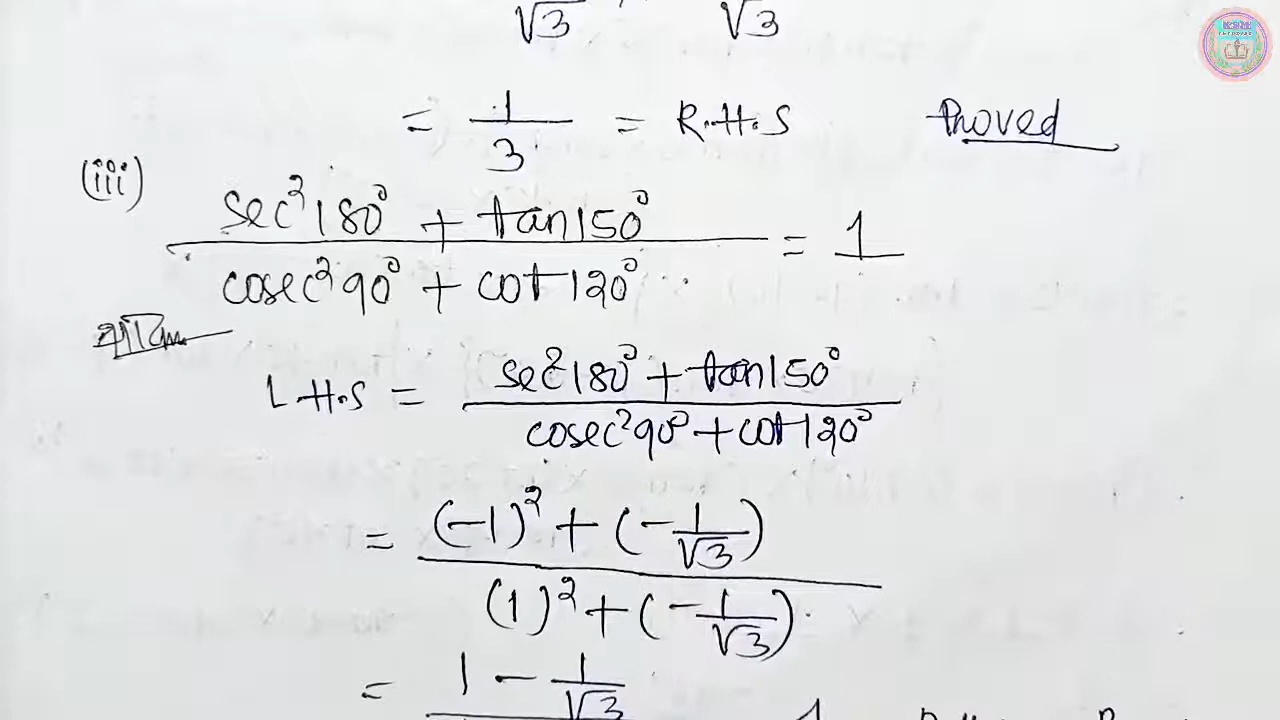 √3 √3
= 1/3 = R.H.S Proved
(iii)
sec²180° + tan150° / cosec²90° + cot120° = 1
L.H.S = sec²180° + tan150° / cosec²90° + cot120°
= (-1)² + (-1/√3) / (1)² + (-1/√3)
= 1 - 1/√3